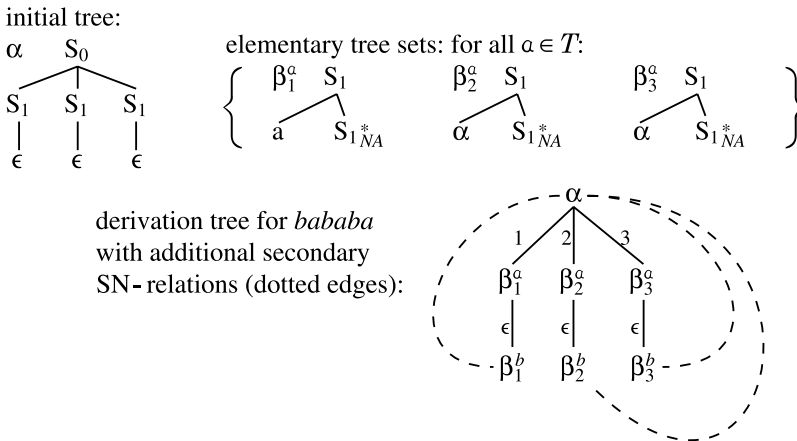 initial tree:
α S₀
S₁ S₁ S₁
ϵ ϵ ϵ
elementary tree sets: for all a ∈ T:
{ β₁ᵃ S₁ β₂ᵃ S₁ β₃ᵃ S₁ }
a S₁*NA α S₁*NA α S₁*NA
derivation tree for bababa
with additional secondary
SN-relations (dotted edges):
α
1 2 3
β₁ᵃ β₂ᵃ β₃ᵃ
ϵ ϵ ϵ
β₁ᵇ β₂ᵇ β₃ᵇ